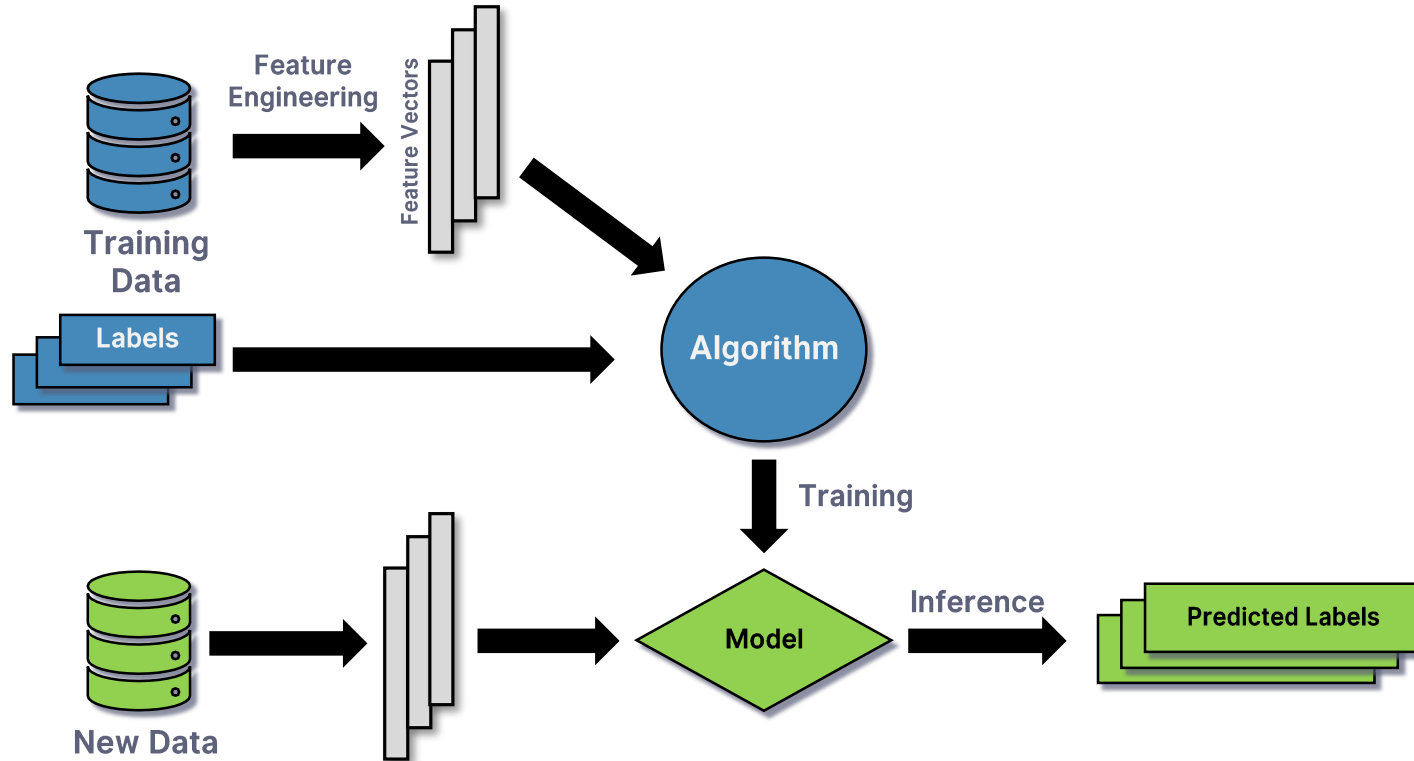 Feature
Engineering
Feature Vectors
Training
Data
Labels
Algorithm
Training
Inference
Model
Predicted Labels
New Data